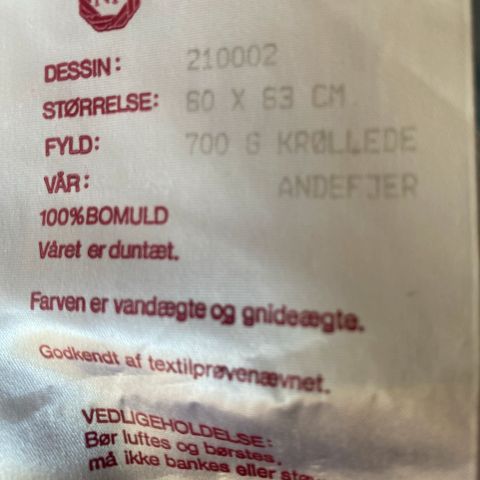 DESSIN: 210002
STØRRELSE: 60 X 63 CM.
FYLD: 700 G KRØLLEDE
VÅR: ANDEFJER
100% BOMULD
Våret er duntæt.
Farven er vandægte og gnideægte.
Godkendt af textilprøvenævnet.
VEDLIGEHOLDELSE:
Bør luftes og børstes,
må ikke bankes eller